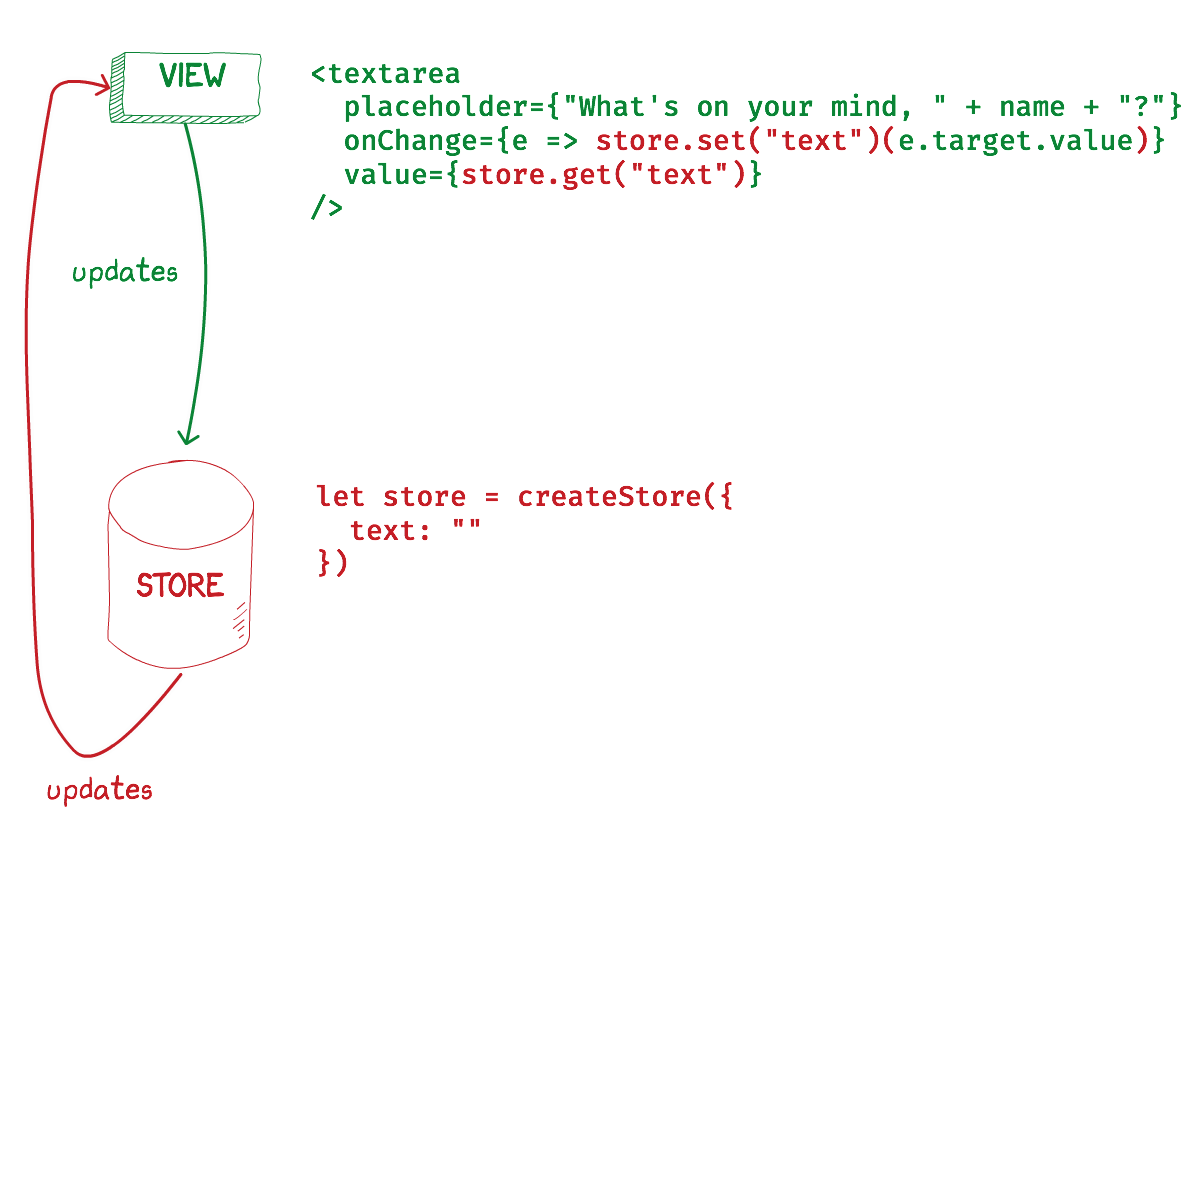 VIEW
<textarea
placeholder={"What's on your mind, " + name + "?"}
onChange={e => store.set("text")(e.target.value)}
value={store.get("text")}
/>
updates
let store = createStore({
text: ""
})
STORE
updates